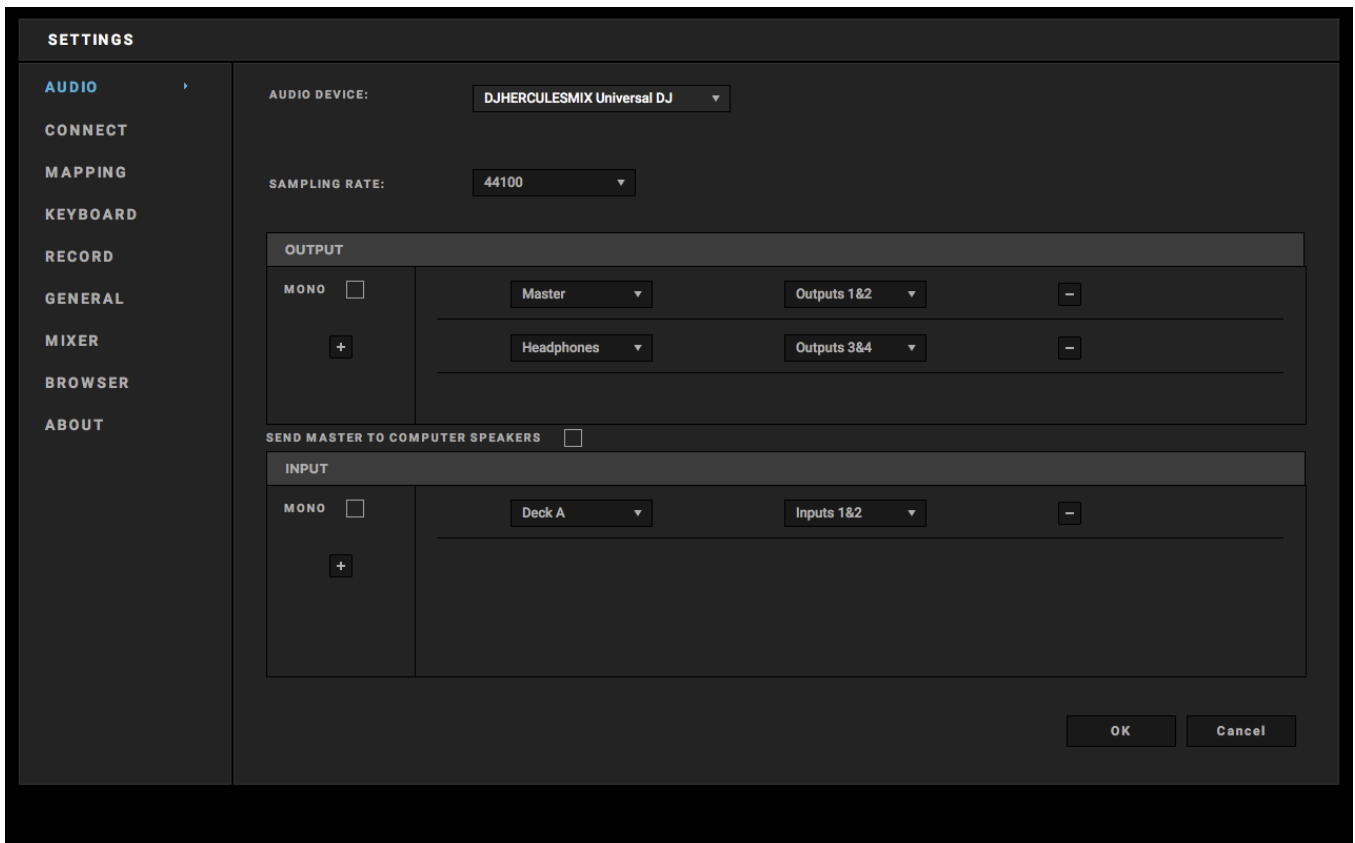 SETTINGS
AUDIO
CONNECT
MAPPING
KEYBOARD
RECORD
GENERAL
MIXER
BROWSER
ABOUT
AUDIO DEVICE: DJHERCULESMIX Universal DJ
SAMPLING RATE: 44100
OUTPUT
MONO Master Outputs 1&2 −
+ Headphones Outputs 3&4 −
SEND MASTER TO COMPUTER SPEAKERS
INPUT
MONO Deck A Inputs 1&2 −
+
OK Cancel